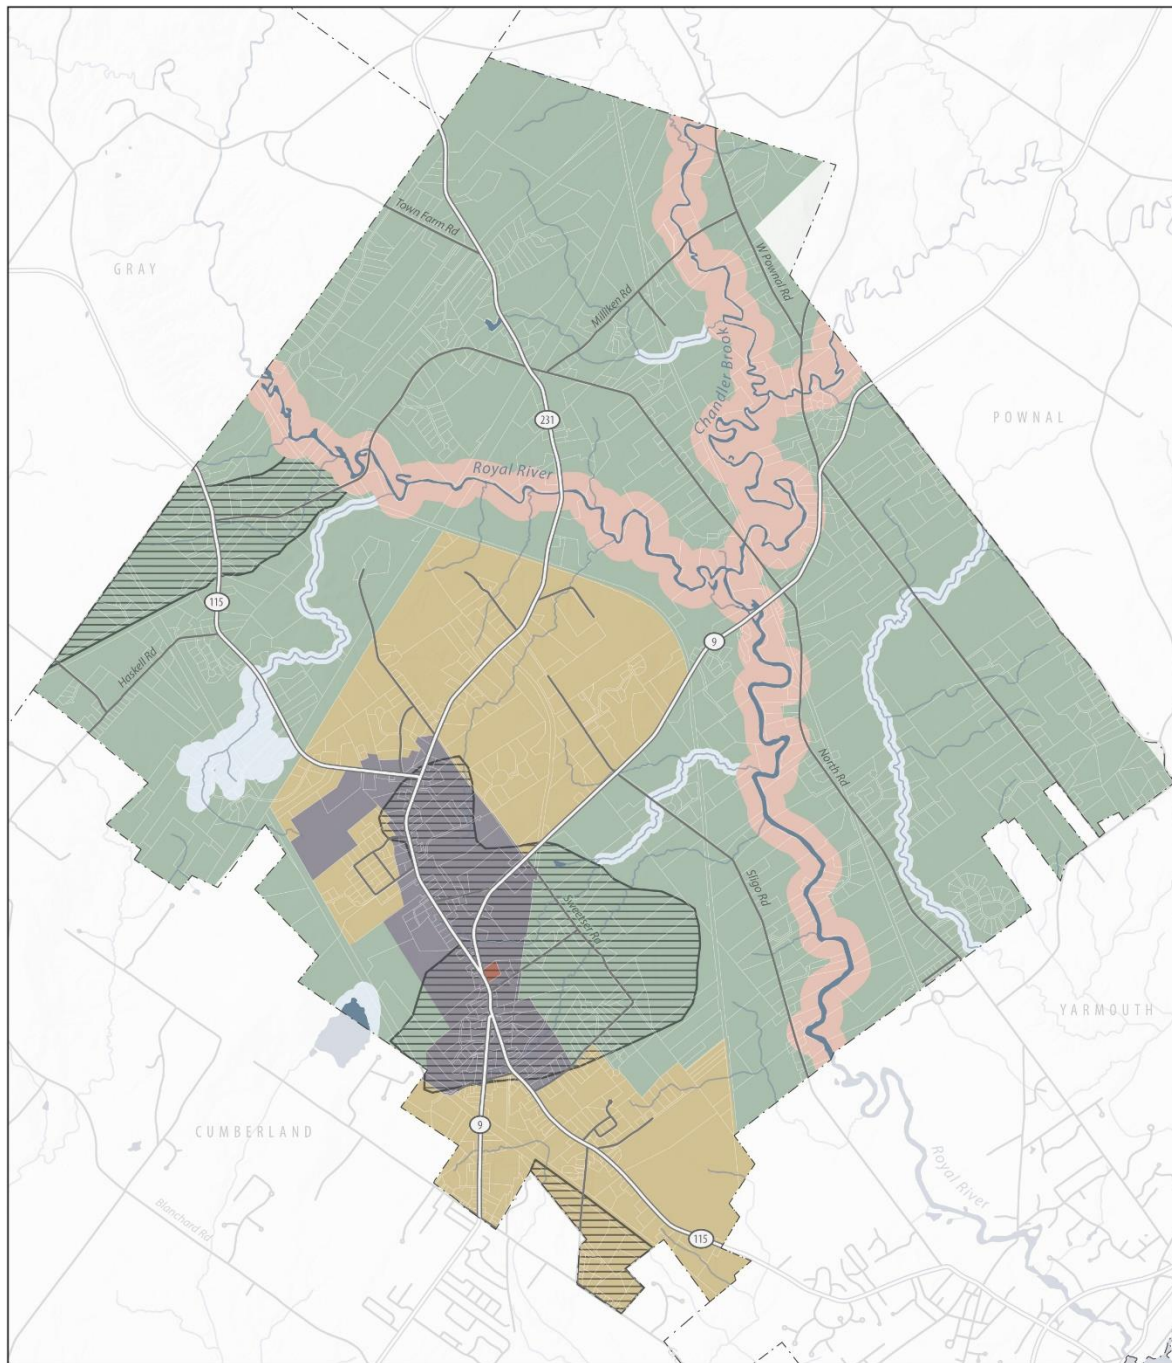 Town Farm Rd
GRAY
W Pownal Rd
Milliken Rd
Chandler Brook
POWNAL
231
Royal River
115
Haskell Rd
9
North Rd
Sligo Rd
Sweetser Rd
YARMOUTH
CUMBERLAND
9
Royal River
Blanchard Rd
115